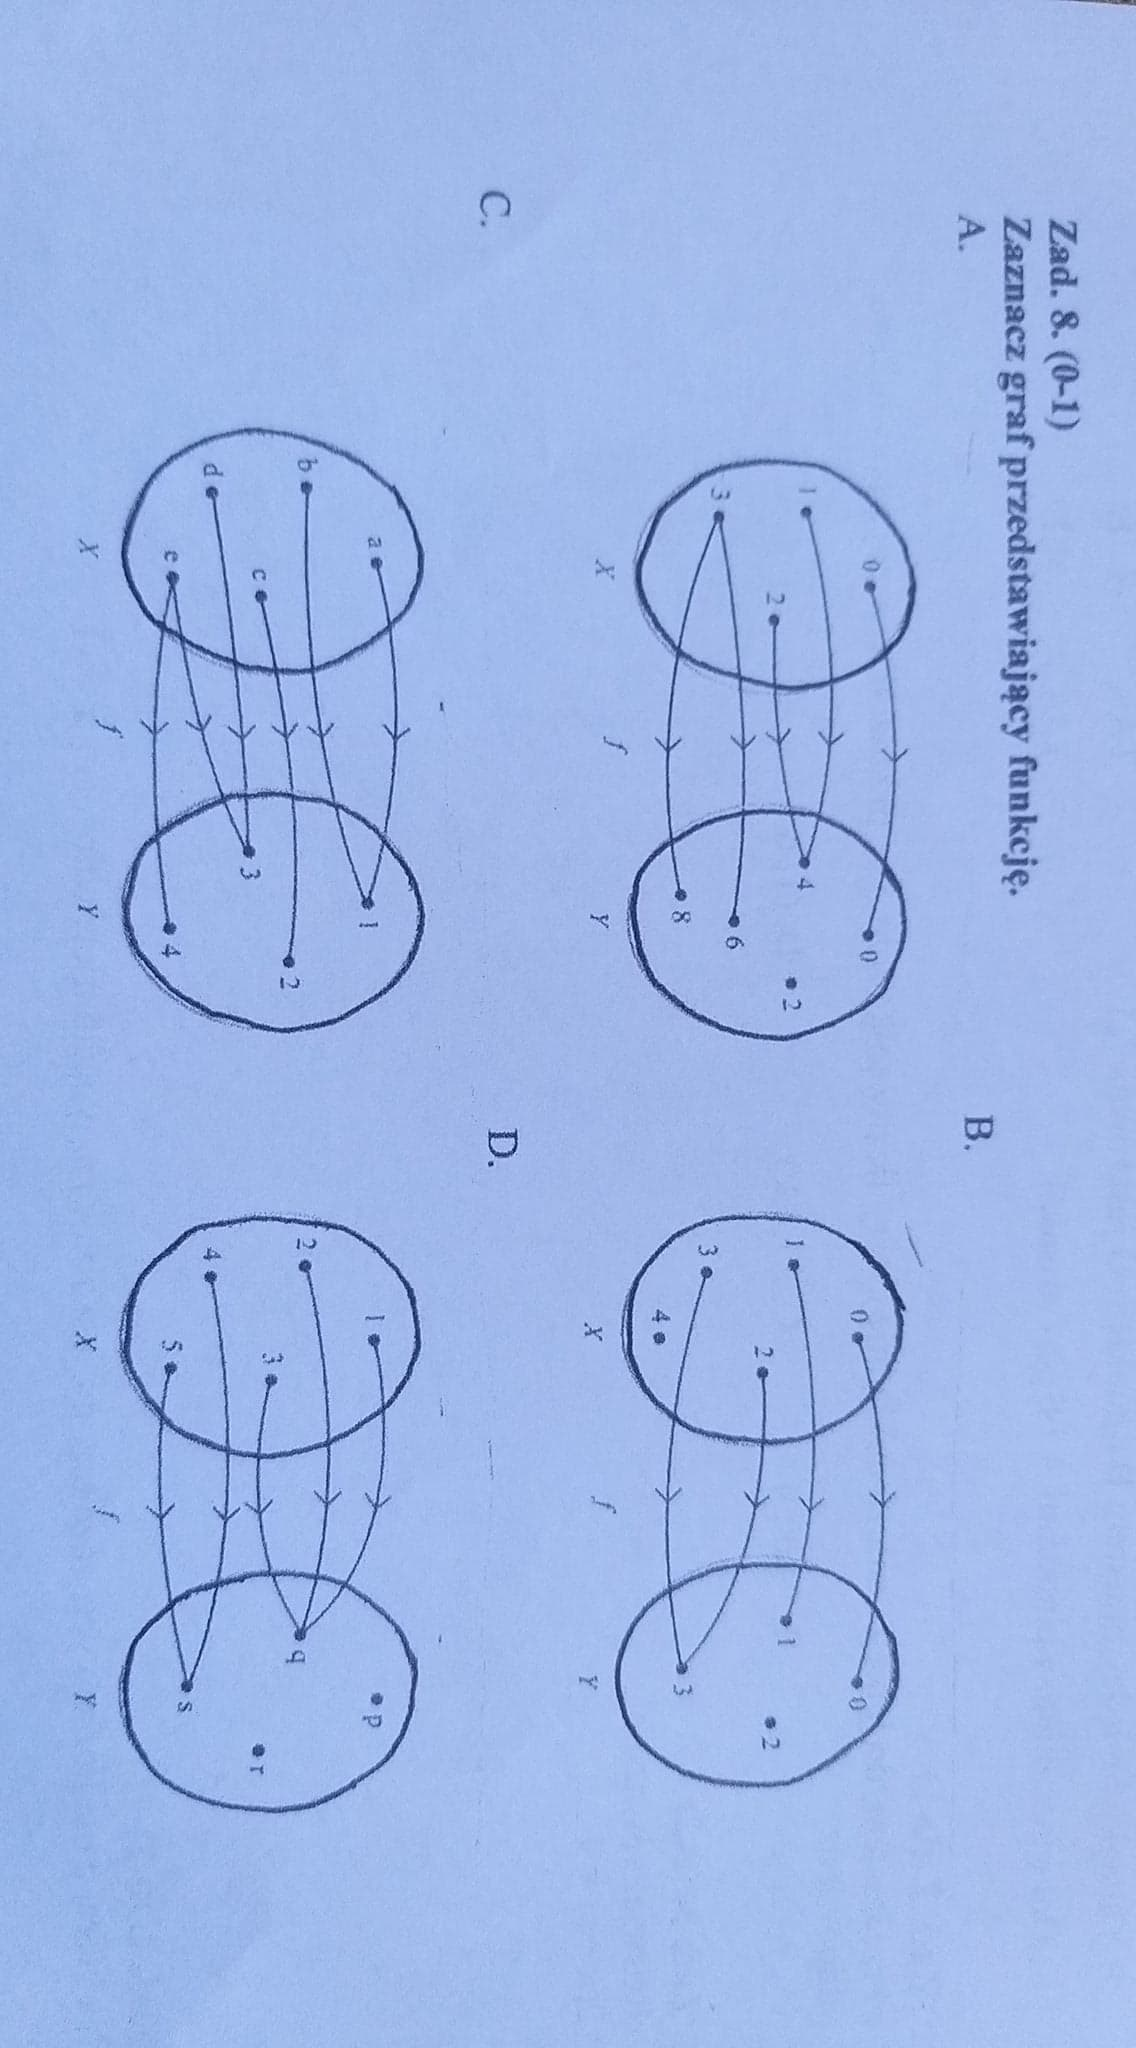 Zad. 8. (0-1)
Zaznacz graf przedstawiający funkcję.
A.
0
1
2
3
0
2
4
6
8
X
f
Y
B.
0
1
2
3
4
0
1
2
3
X
f
Y
C.
a
b
c
d
e
1
2
3
4
X
f
Y
D.
1
2
3
4
5
p
q
r
s
X
f
Y